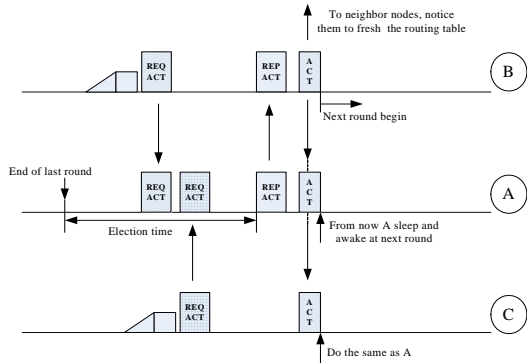 To neighbor nodes, notice
them to fresh the routing table
REQ
ACT
REP
ACT
A
C
T
B
Next round begin
End of last round
REQ
ACT
REQ
ACT
REP
ACT
A
C
T
A
Election time
From now A sleep and
awake at next round
REQ
ACT
A
C
T
C
Do the same as A